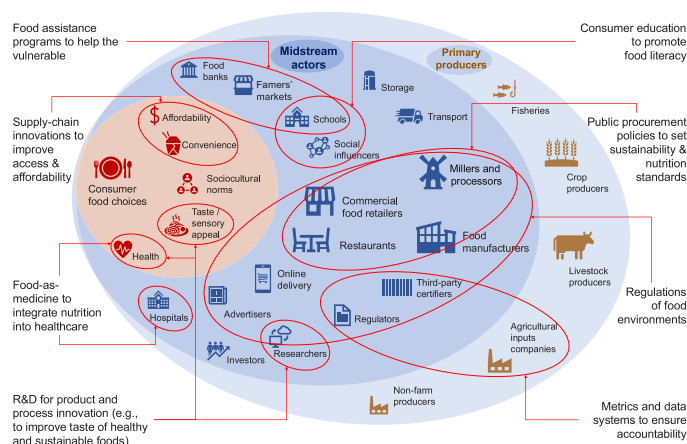 Food assistance
programs to help the
vulnerable
Consumer education
to promote
food literacy
Midstream
actors
Primary
producers
Food
banks
Famers'
markets
Storage
Fisheries
Supply-chain
innovations to
improve
access &
affordability
Affordability
Convenience
Schools
Transport
Social
influencers
Public procurement
policies to set
sustainability &
nutrition
standards
Consumer
food choices
Sociocultural
norms
Millers and
processors
Crop
producers
Taste /
sensory
appeal
Commercial
food retailers
Restaurants
Food
manufacturers
Health
Livestock
producers
Food-as-
medicine to
integrate nutrition
into healthcare
Online
delivery
Third-party
certifiers
Regulations
of food
environments
Hospitals
Advertisers
Regulators
Agricultural
inputs
companies
Investors
Researchers
R&D for product and
process innovation (e.g.,
to improve taste of healthy
and sustainable foods)
Non-farm
producers
Metrics and data
systems to ensure
accountability